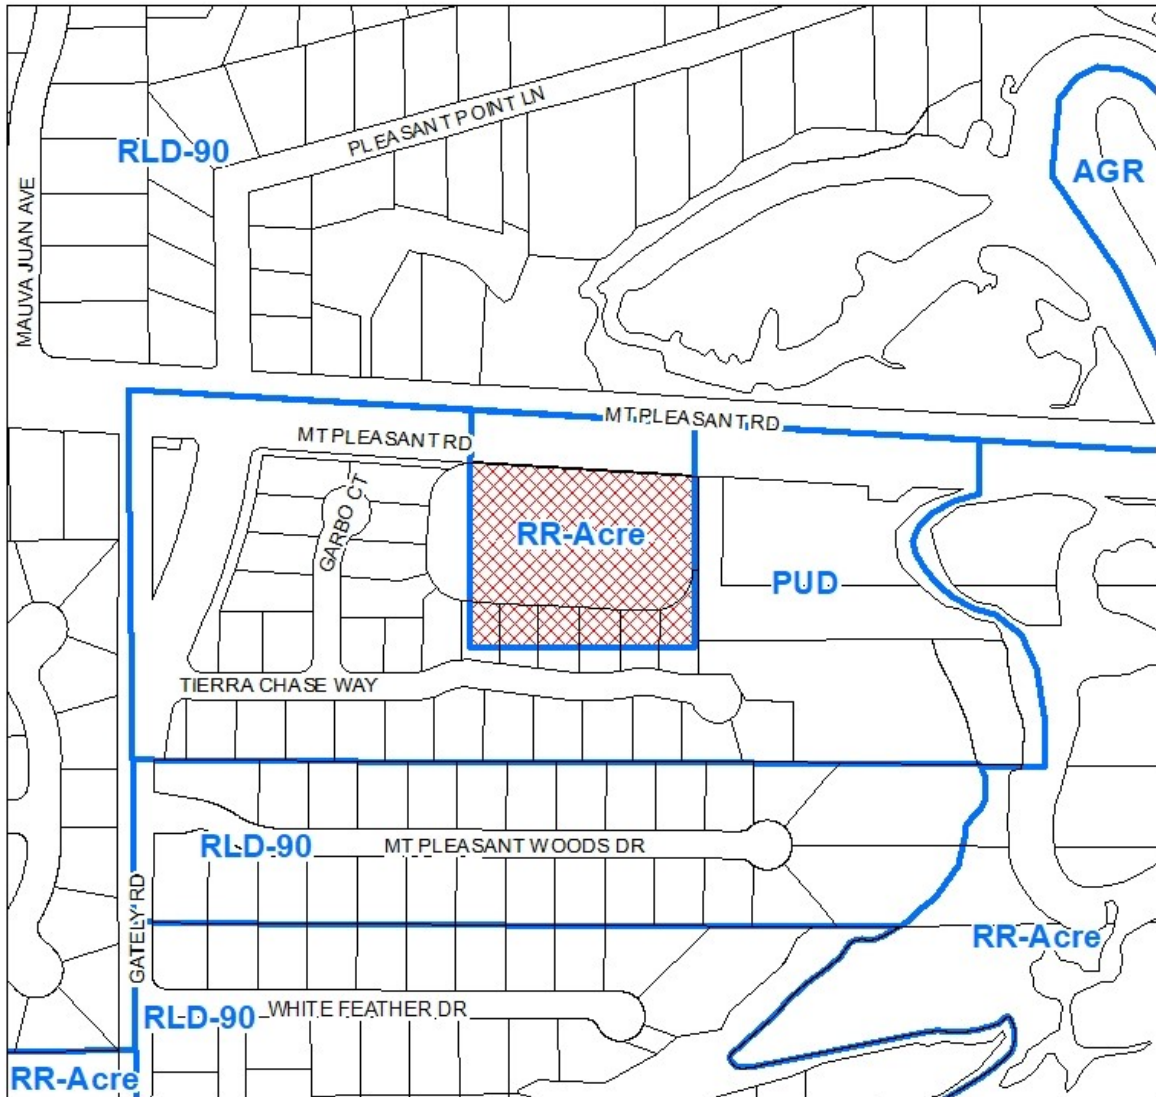 PLEASANT POINT LN
RLD-90
AGR
MAUVA JUAN AVE
MT PLEASANT RD
MT PLEASANT RD
GARBO CT
RR-Acre
PUD
TIERRA CHASE WAY
RLD-90
MT PLEASANT WOODS DR
GATELY RD
RR-Acre
RLD-90
WHITE FEATHER DR
RR-Acre